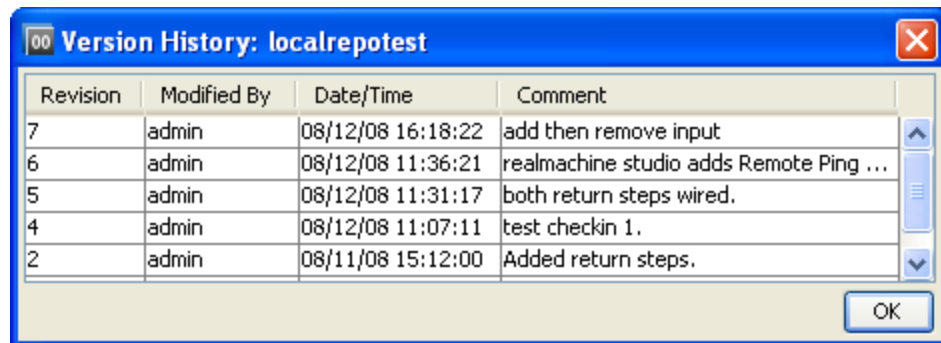 Version History: localrepotest
Revision Modified By Date/Time Comment
7 admin 08/12/08 16:18:22 add then remove input
6 admin 08/12/08 11:36:21 realmachine studio adds Remote Ping ...
5 admin 08/12/08 11:31:17 both return steps wired.
4 admin 08/12/08 11:07:11 test checkin 1.
2 admin 08/11/08 15:12:00 Added return steps.
OK